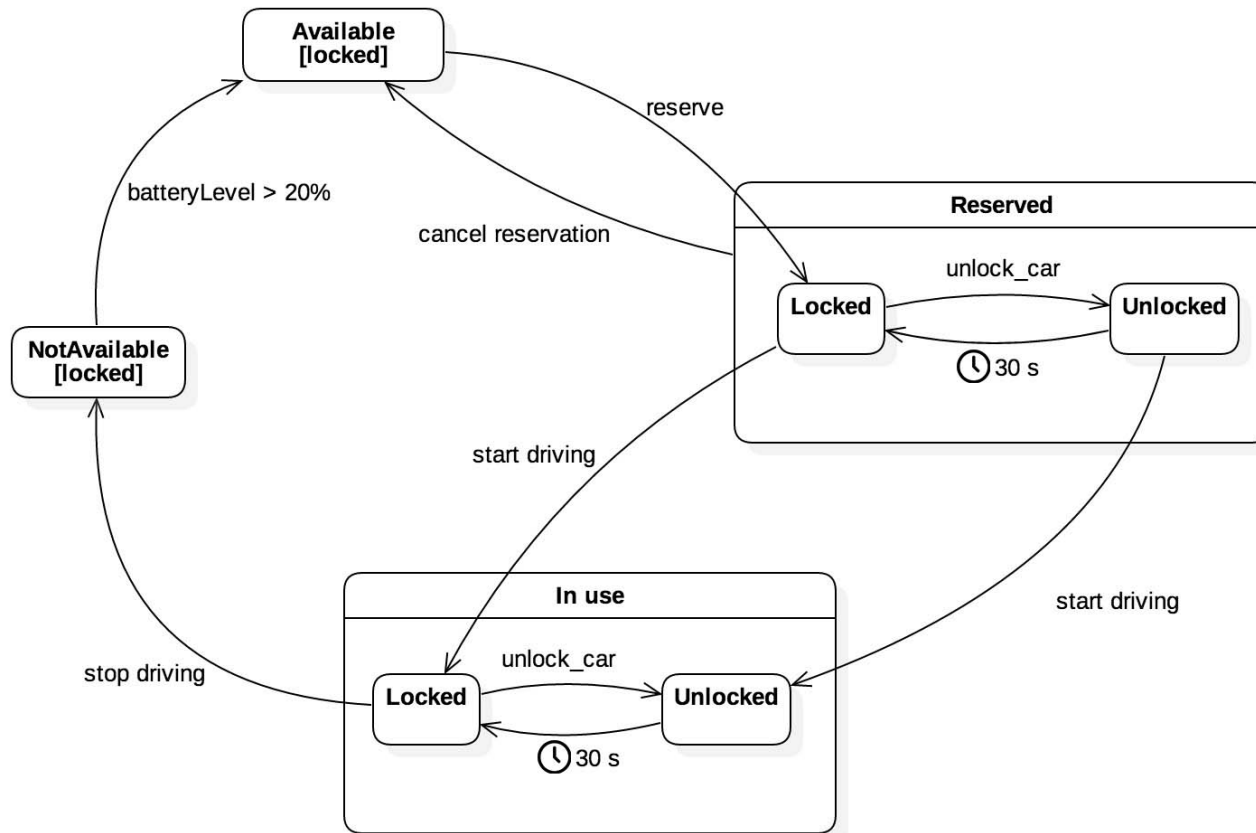 Available
[locked]
reserve
batteryLevel > 20%
cancel reservation
Reserved
unlock_car
Locked
Unlocked
30 s
NotAvailable
[locked]
start driving
start driving
In use
unlock_car
stop driving
Locked
Unlocked
30 s